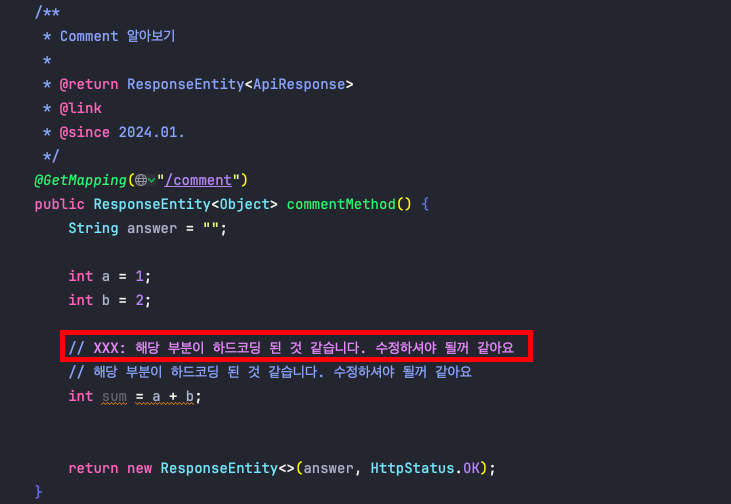 /**
 * Comment 알아보기
 *
 * @return ResponseEntity<ApiResponse>
 * @link
 * @since 2024.01.
 */
@GetMapping("/comment")
public ResponseEntity<Object> commentMethod() {
    String answer = "";

    int a = 1;
    int b = 2;

    // XXX: 해당 부분이 하드코딩 된 것 같습니다. 수정하셔야 될꺼 같아요
    // 해당 부분이 하드코딩 된 것 같습니다. 수정하셔야 될꺼 같아요
    int sum = a + b;


    return new ResponseEntity<>(answer, HttpStatus.OK);
}